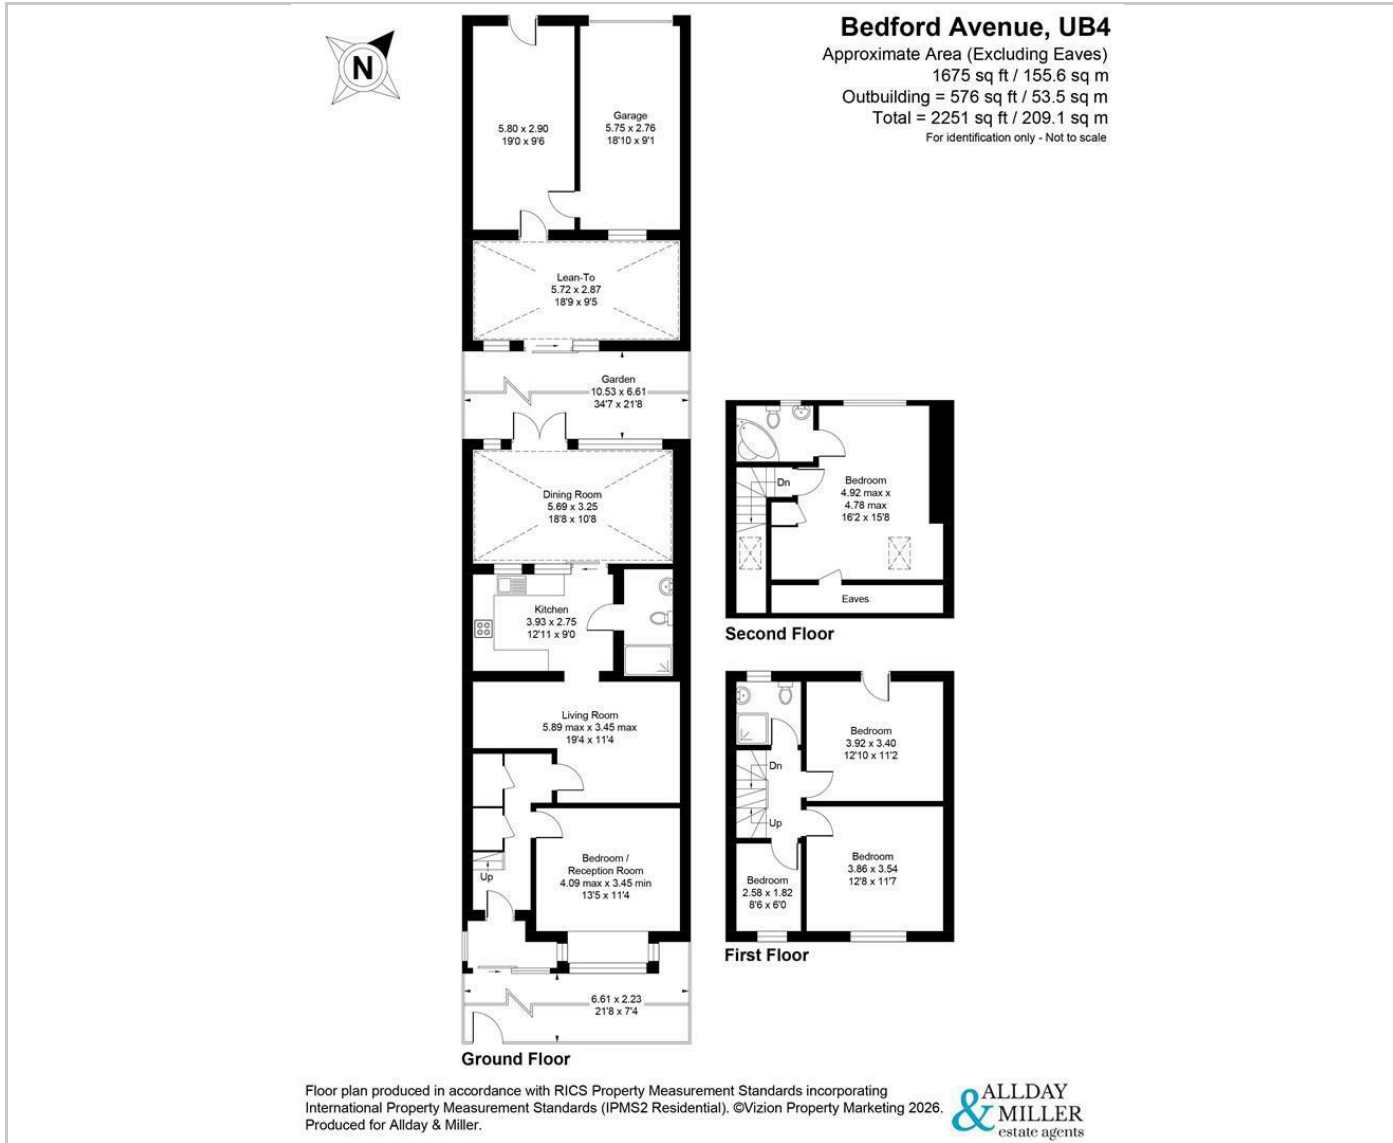 Bedford Avenue, UB4
Approximate Area (Excluding Eaves)
1675 sq ft / 155.6 sq m
Outbuilding = 576 sq ft / 53.5 sq m
Total = 2251 sq ft / 209.1 sq m
For identification only - Not to scale
N
5.80 x 2.90
19'0 x 9'6
Garage
5.75 x 2.76
18'10 x 9'1
Lean-To
5.72 x 2.87
18'9 x 9'5
Garden
10.53 x 6.61
34'7 x 21'8
Dining Room
5.69 x 3.25
18'8 x 10'8
Kitchen
3.93 x 2.75
12'11 x 9'0
Living Room
5.89 max x 3.45 max
19'4 x 11'4
Bedroom /
Reception Room
4.09 max x 3.45 min
13'5 x 11'4
Up
6.61 x 2.23
21'8 x 7'4
Ground Floor
Dn
Bedroom
4.92 max x
4.78 max
16'2 x 15'8
Eaves
Second Floor
Bedroom
3.92 x 3.40
12'10 x 11'2
Dn
Up
Bedroom
3.86 x 3.54
12'8 x 11'7
Bedroom
2.58 x 1.82
8'6 x 6'0
First Floor
Floor plan produced in accordance with RICS Property Measurement Standards incorporating
International Property Measurement Standards (IPMS2 Residential). ©Vizion Property Marketing 2026.
Produced for Allday & Miller.
ALLDAY
& MILLER
estate agents